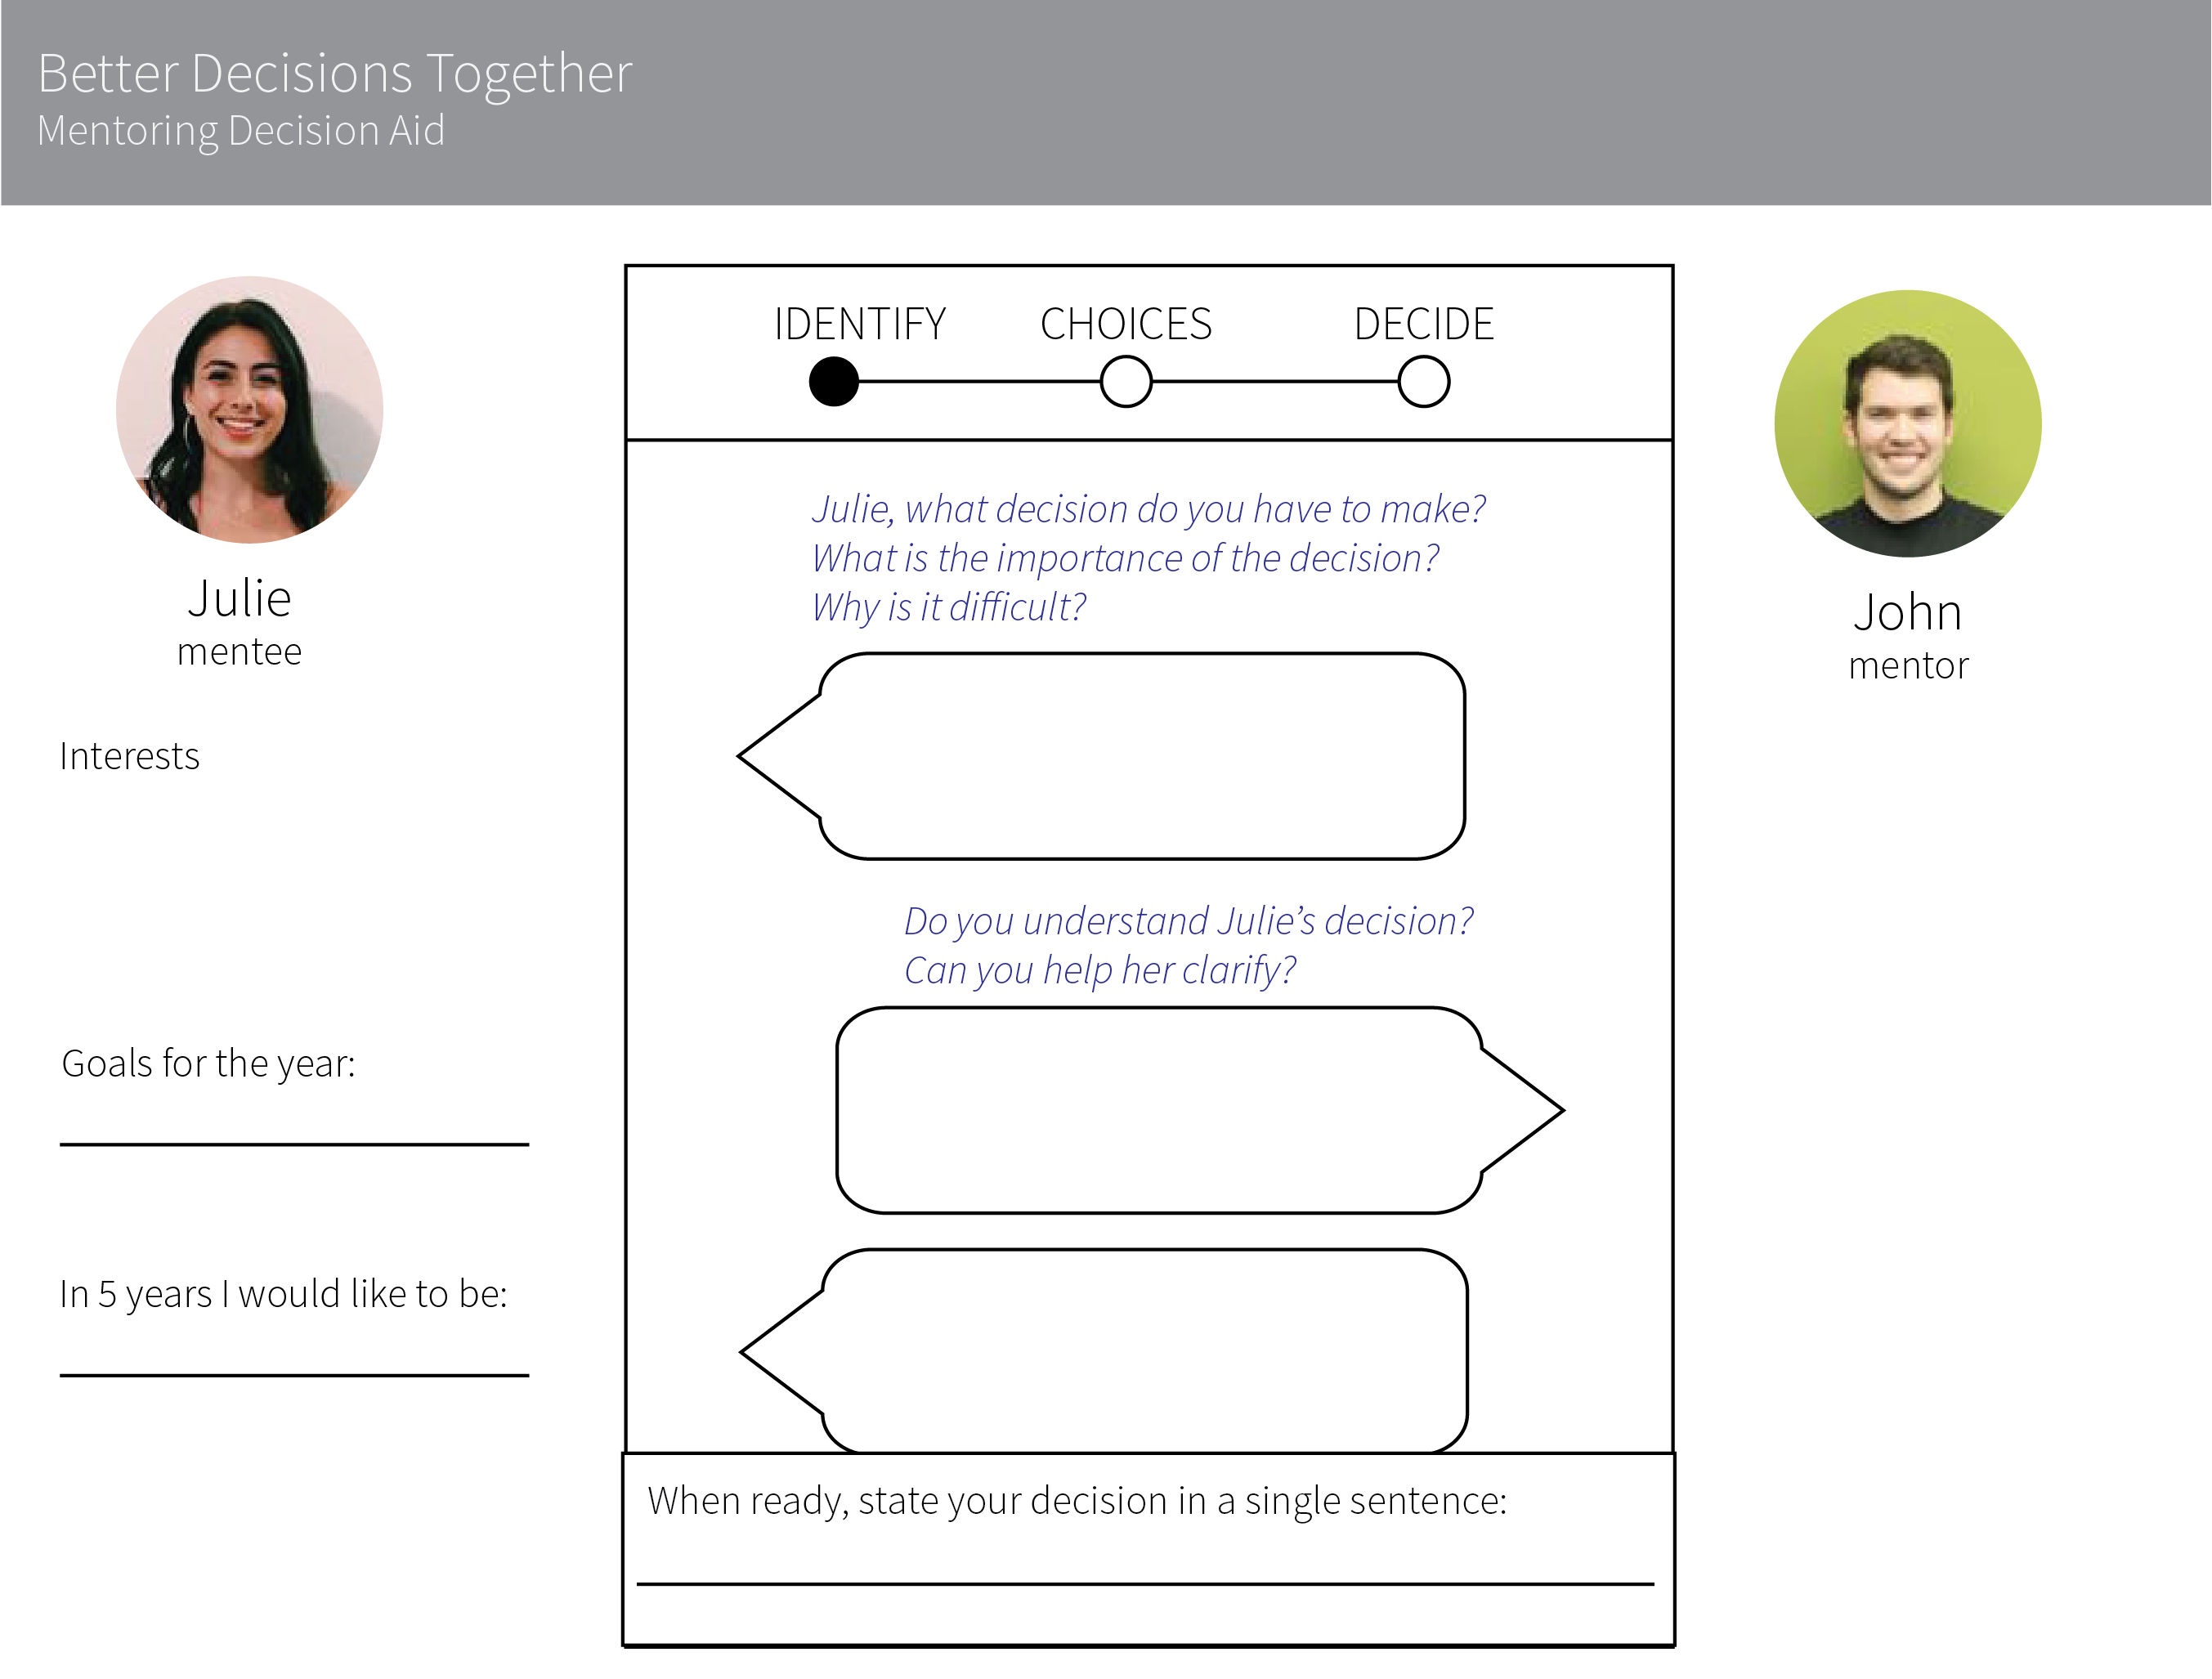 Better Decisions Together
Mentoring Decision Aid
Julie
mentee
Interests
Goals for the year:
In 5 years I would like to be:
IDENTIFY
CHOICES
DECIDE
Julie, what decision do you have to make?
What is the importance of the decision?
Why is it difficult?
Do you understand Julie’s decision?
Can you help her clarify?
When ready, state your decision in a single sentence:
John
mentor